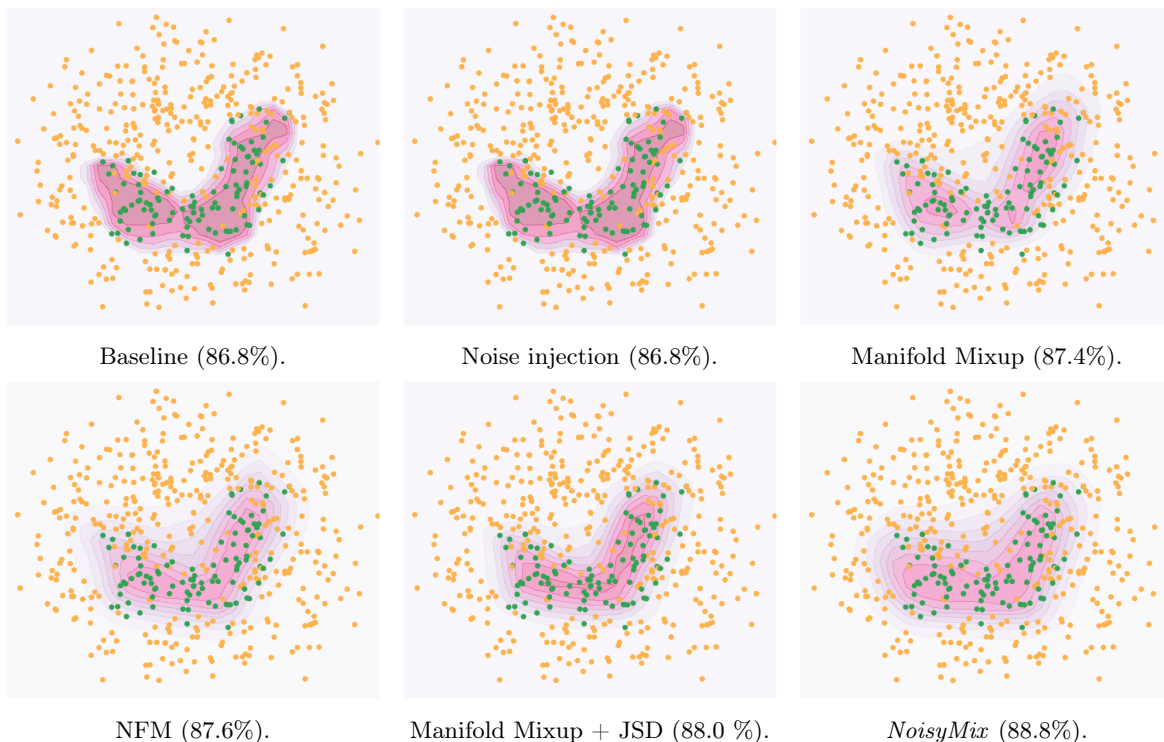 Baseline (86.8%).
Noise injection (86.8%).
Manifold Mixup (87.4%).
NFM (87.6%).
Manifold Mixup + JSD (88.0 %).
NoisyMix (88.8%).